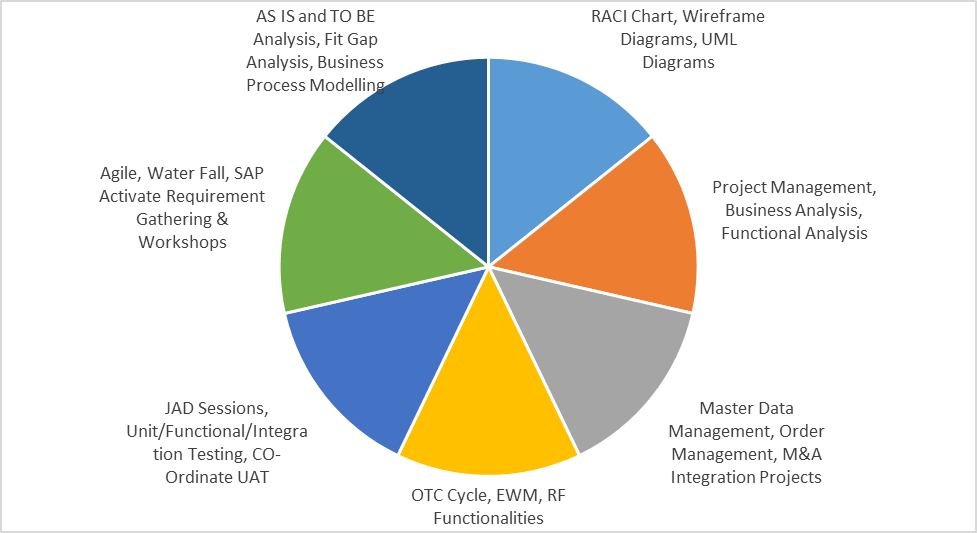 AS IS and TO BE
Analysis, Fit Gap
Analysis, Business
Process Modelling
RACI Chart, Wireframe
Diagrams, UML
Diagrams
Agile, Water Fall, SAP
Activate Requirement
Gathering &
Workshops
Project Management,
Business Analysis,
Functional Analysis
JAD Sessions,
Unit/Functional/Integra
tion Testing, CO-
Ordinate UAT
Master Data
Management, Order
Management, M&A
Integration Projects
OTC Cycle, EWM, RF
Functionalities